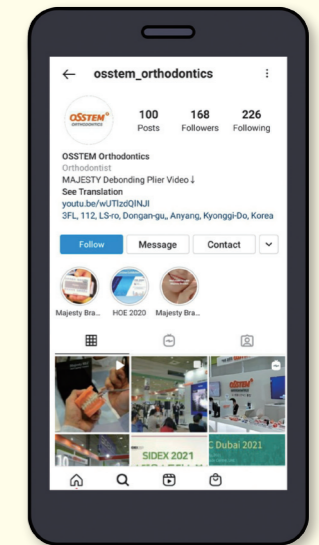 osstem_orthodontics
OSSTEM
ORTHODONTICS
100 168 226
Posts Followers Following
OSSTEM Orthodontics
Orthodontist
MAJESTY Debonding Plier Video↓
See Translation
youtu.be/wUTlzdQlNJI
3FL, 112, LS-ro, Dongan-gu,, Anyang, Kyonggi-Do, Korea
Follow Message Contact
Majesty Bra... HOE 2020 Majesty Bra...
OSSTEM
SIDEX 2021
C Dubai 2021